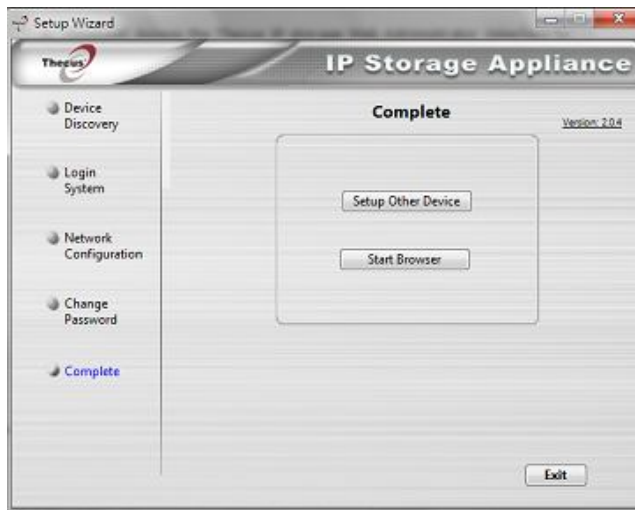 Setup Wizard
Thecus
IP Storage Appliance
Device
Discovery
Login
System
Network
Configuration
Change
Password
Complete
Complete
Version: 2.0.4
Setup Other Device
Start Browser
Exit